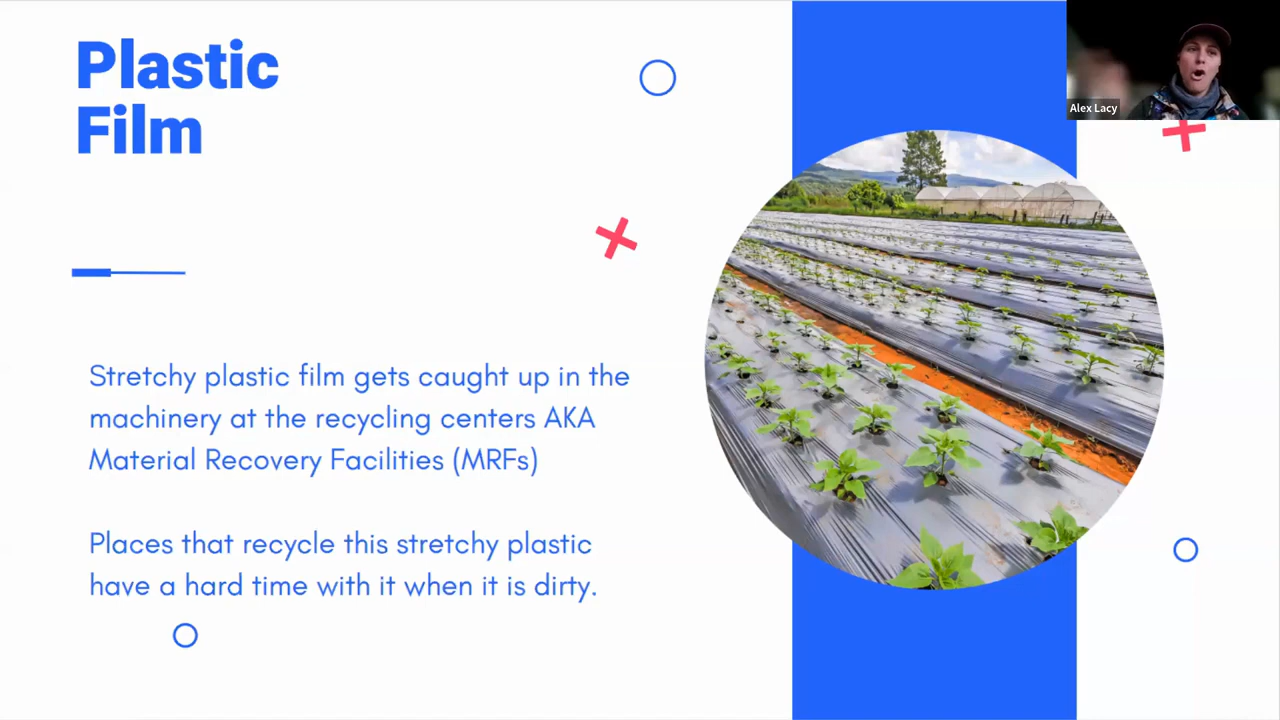 Plastic
Film
Alex Lacy
Stretchy plastic film gets caught up in the
machinery at the recycling centers AKA
Material Recovery Facilities (MRFs)
Places that recycle this stretchy plastic
have a hard time with it when it is dirty.